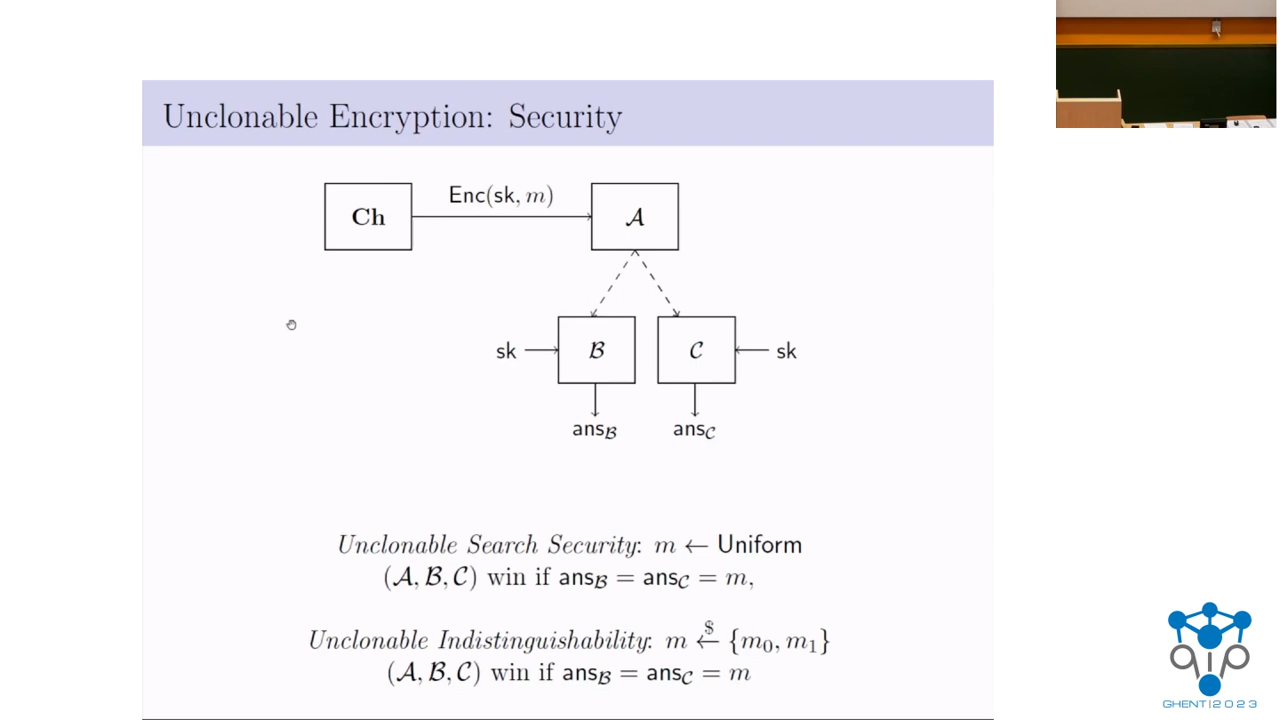 Unclonable Encryption: Security
Ch
Enc(sk, m)
𝒜
sk
ℬ
𝒞
sk
ansℬ
ans𝒞
Unclonable Search Security: m ← Uniform
(𝒜, ℬ, 𝒞) win if ansℬ = ans𝒞 = m,
Unclonable Indistinguishability: m ←$ {m₀, m₁}
(𝒜, ℬ, 𝒞) win if ansℬ = ans𝒞 = m
qip
GHENT|2023